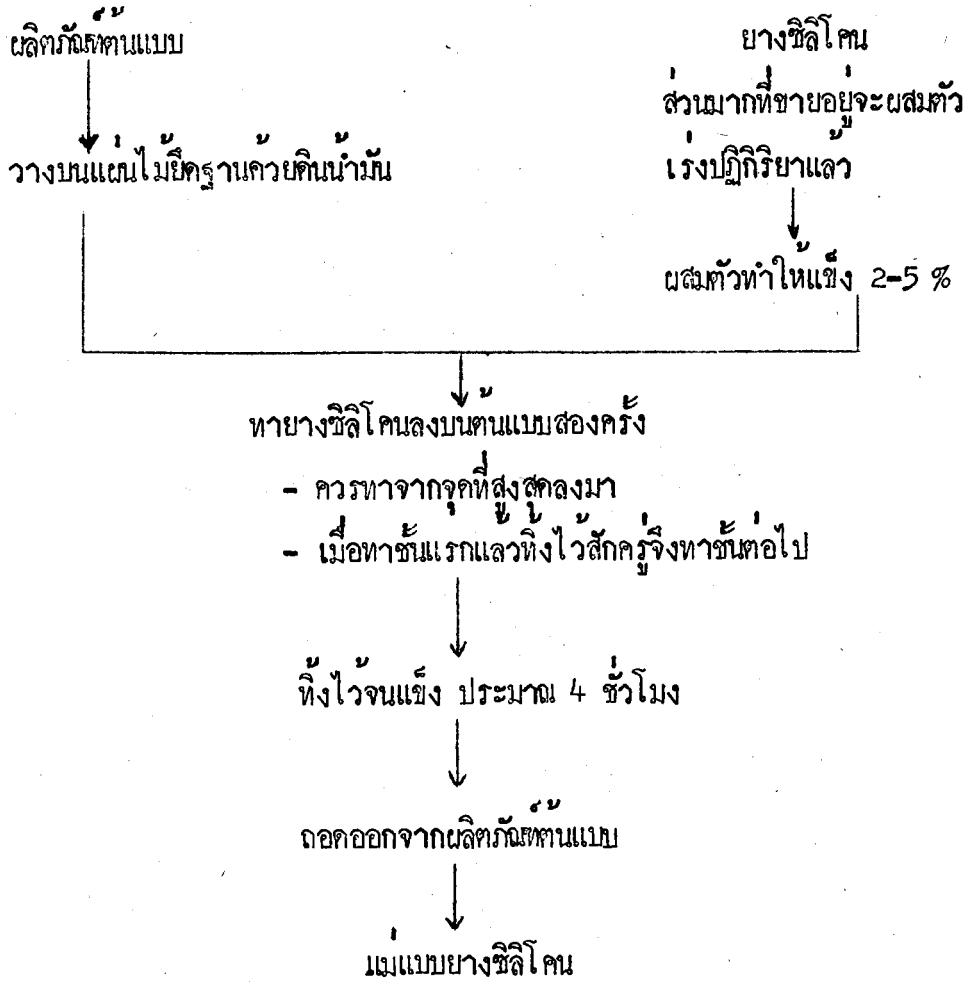 ผลิตภัณฑ์ต้นแบบ
วางบนแผ่นไม้ยึดฐานด้วยดินน้ำมัน
ยางซิลิโคน
ส่วนมากที่ขายอยู่จะผสมตัว
เร่งปฏิกิริยาแล้ว
ผสมตัวทำให้แข็ง 2-5 %
ทายางซิลิโคนลงบนต้นแบบสองครั้ง
- ควรทาจากจุดที่สูงสุดลงมา
- เมื่อทาชั้นแรกแล้วทิ้งไว้สักครู่จึงทาชั้นต่อไป
ทิ้งไว้จนแข็ง ประมาณ 4 ชั่วโมง
ถอดออกจากผลิตภัณฑ์ต้นแบบ
แม่แบบยางซิลิโคน